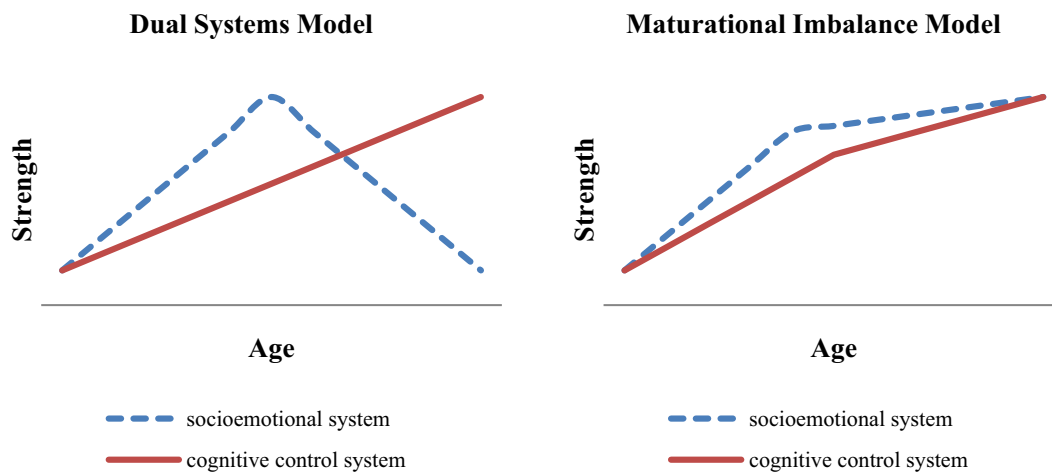 Dual Systems Model
Strength
Age
socioemotional system
cognitive control system
Maturational Imbalance Model
Strength
Age
socioemotional system
cognitive control system